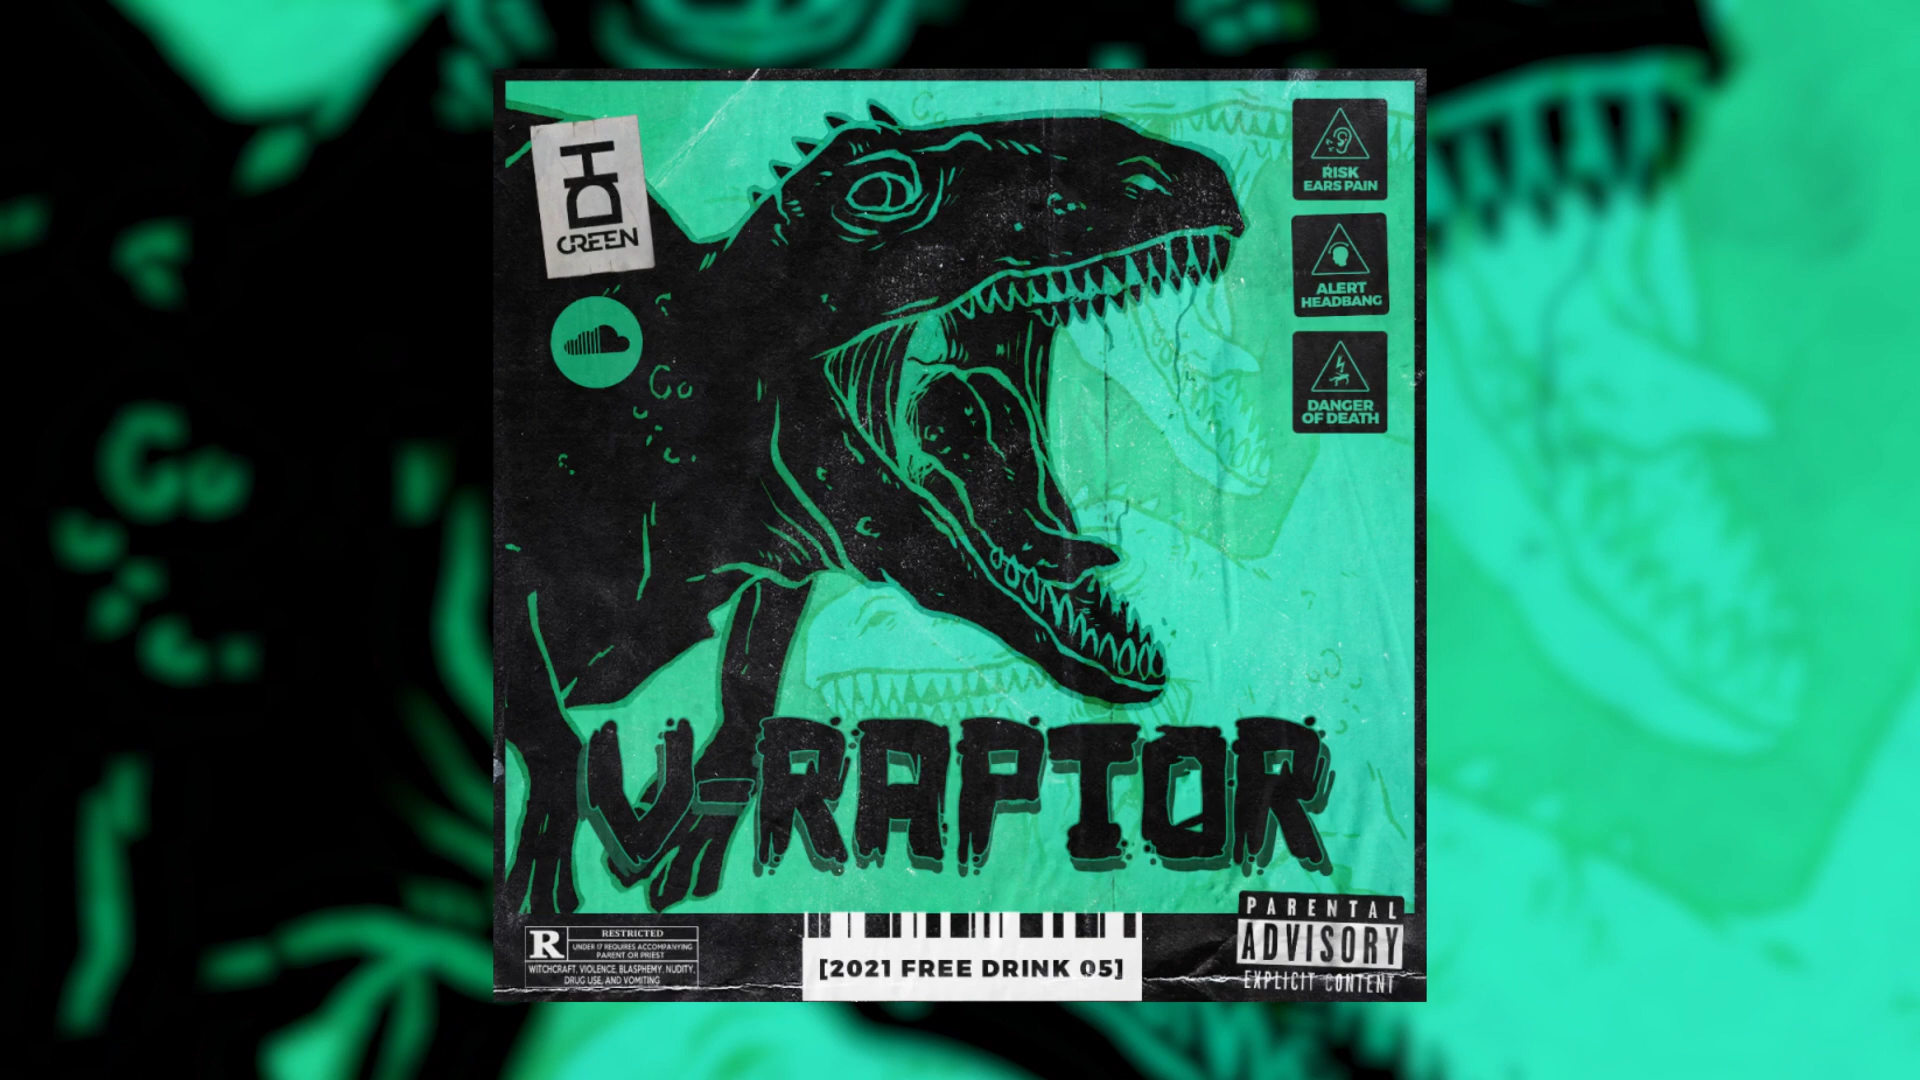 DH
GREEN
RISK
EARS PAIN
ALERT
HEADBANG
DANGER
OF DEATH
V-RAPTOR
R
RESTRICTED
UNDER 17 REQUIRES ACCOMPANYING
PARENT OR PRIEST
WITCHCRAFT, VIOLENCE, BLASPHEMY, NUDITY,
DRUG USE, AND VOMITING
[2021 FREE DRINK 05]
PARENTAL
ADVISORY
EXPLICIT CONTENT